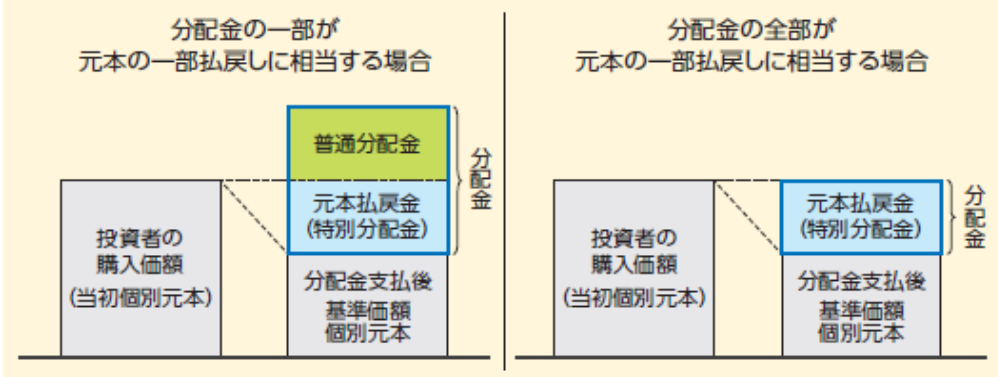 分配金の一部が
元本の一部払戻しに相当する場合
普通分配金
元本払戻金
(特別分配金)
分配金
投資者の
購入価額
(当初個別元本)
分配金支払後
基準価額
個別元本
分配金の全部が
元本の一部払戻しに相当する場合
元本払戻金
(特別分配金)
分配金
投資者の
購入価額
(当初個別元本)
分配金支払後
基準価額
個別元本